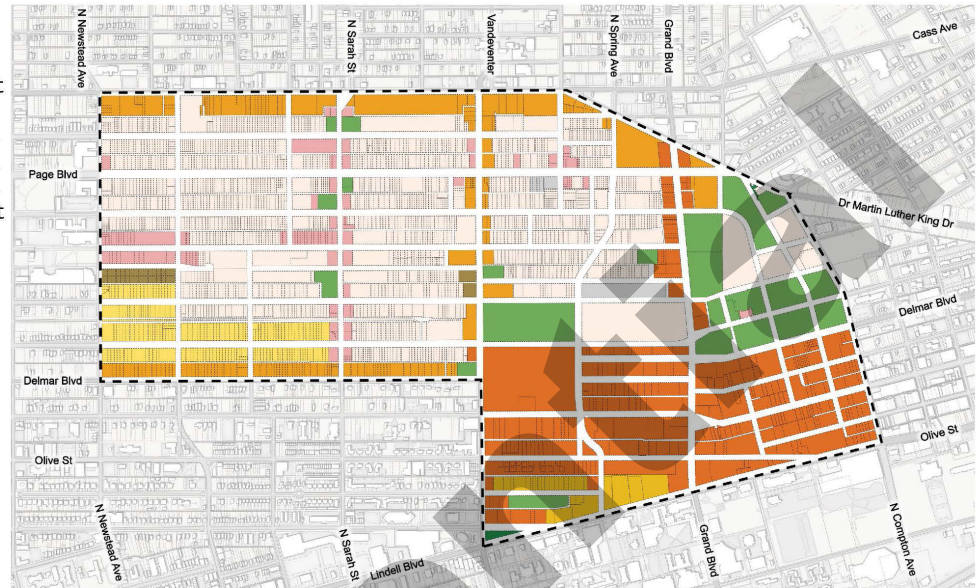 N Newstead Ave
N Sarah St
Vandeventer
N Spring Ave
Grand Blvd
Cass Ave
Page Blvd
Dr Martin Luther King Dr
Delmar Blvd
Delmar Blvd
Olive St
Olive St
N Newstead Ave
N Sarah St
Lindell Blvd
Grand Blvd
N Compton Ave
ntial